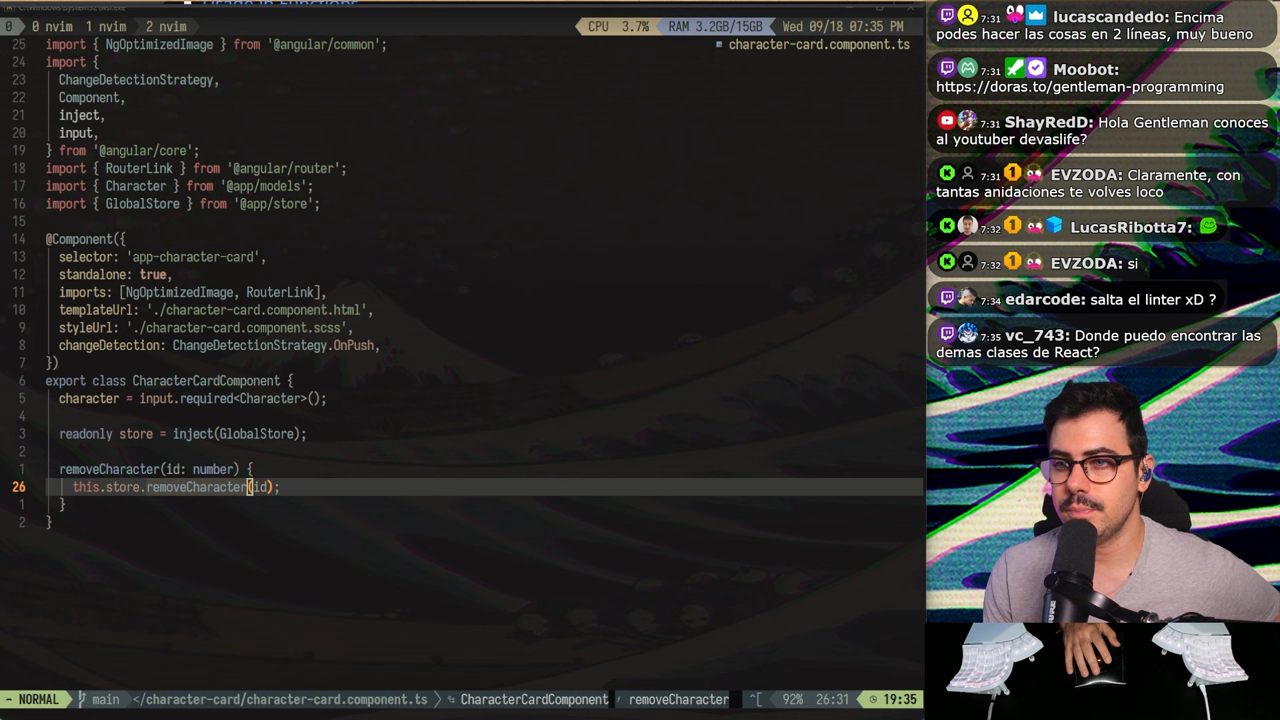 0 0 nvim 1 nvim 2 nvim
CPU 3.7% RAM 3.2GB/15GB Wed 09/18 07:35 PM
character-card.component.ts
25 import { NgOptimizedImage } from '@angular/common';
24 import {
23 ChangeDetectionStrategy,
22 Component,
21 inject,
20 input,
19 } from '@angular/core';
18 import { RouterLink } from '@angular/router';
17 import { Character } from '@app/models';
16 import { GlobalStore } from '@app/store';
15
14 @Component({
13 selector: 'app-character-card',
12 standalone: true,
11 imports: [NgOptimizedImage, RouterLink],
10 templateUrl: './character-card.component.html',
9 styleUrl: './character-card.component.scss',
8 changeDetection: ChangeDetectionStrategy.OnPush,
7 })
6 export class CharacterCardComponent {
5 character = input.required<Character>();
4
3 readonly store = inject(GlobalStore);
2
1 removeCharacter(id: number) {
26 this.store.removeCharacter(id);
1 }
2 }
- NORMAL main </character-card/character-card.component.ts CharacterCardComponent removeCharacter ^[ 92% 26:31 19:35
7:31 lucascandedo: Encima
podes hacer las cosas en 2 líneas, muy bueno
7:31 Moobot:
https://doras.to/gentleman-programming
7:31 ShayRedD: Hola Gentleman conoces
al youtuber devaslife?
7:31 EVZODA: Claramente, con
tantas anidaciones te volves loco
7:32 LucasRibotta7:
7:32 EVZODA: si
7:34 edarcode: salta el linter xD ?
7:35 vc_743: Donde puedo encontrar las
demas clases de React?